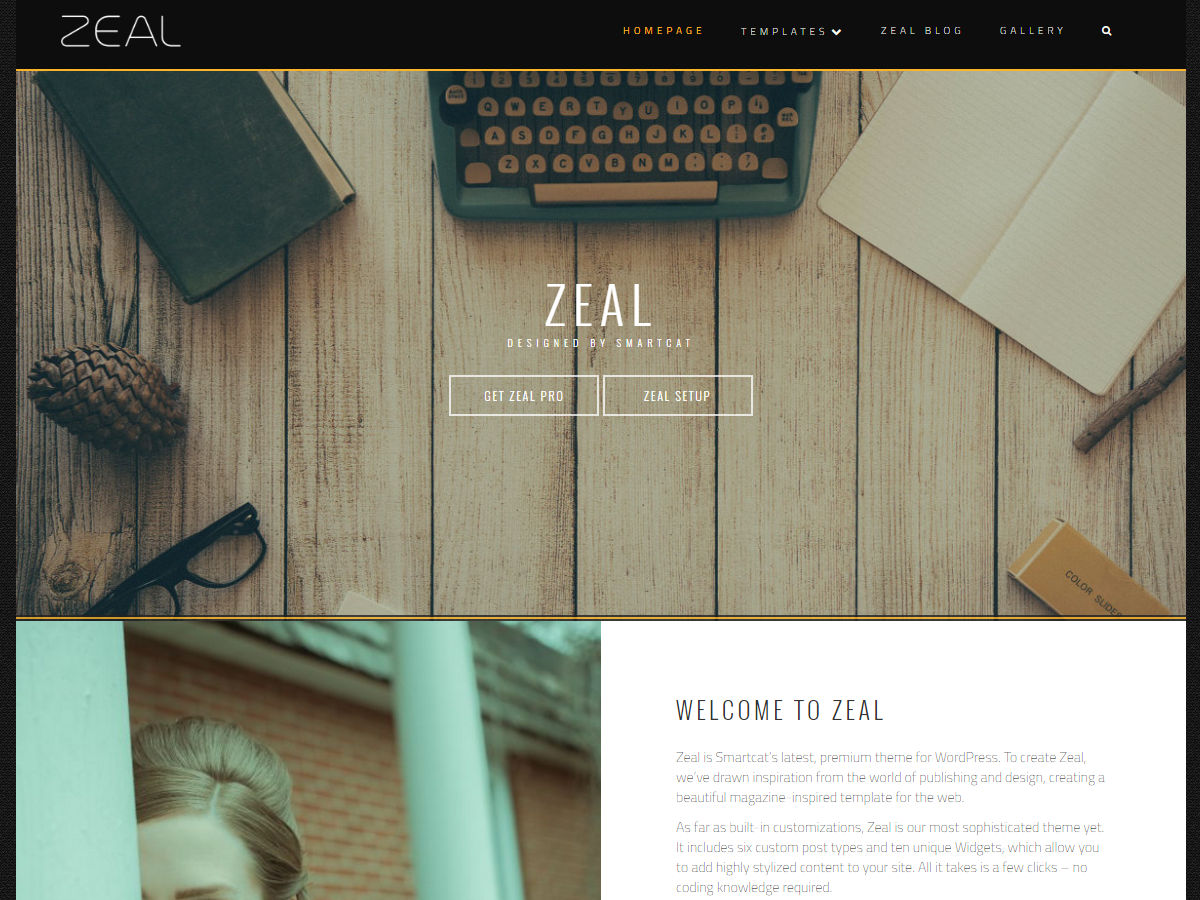 ZEAL
HOMEPAGE TEMPLATES ZEAL BLOG GALLERY
Q W E R T Y U I O P
A S D F G H J K L
Z X C V B N M
ZEAL
DESIGNED BY SMARTCAT
GET ZEAL PRO ZEAL SETUP
COLOR SLIDES
WELCOME TO ZEAL
Zeal is Smartcat's latest, premium theme for WordPress. To create Zeal,
we've drawn inspiration from the world of publishing and design, creating a
beautiful magazine-inspired template for the web.
As far as built-in customizations, Zeal is our most sophisticated theme yet.
It includes six custom post types and ten unique Widgets, which allow you
to add highly stylized content to your site. All it takes is a few clicks – no
coding knowledge required.